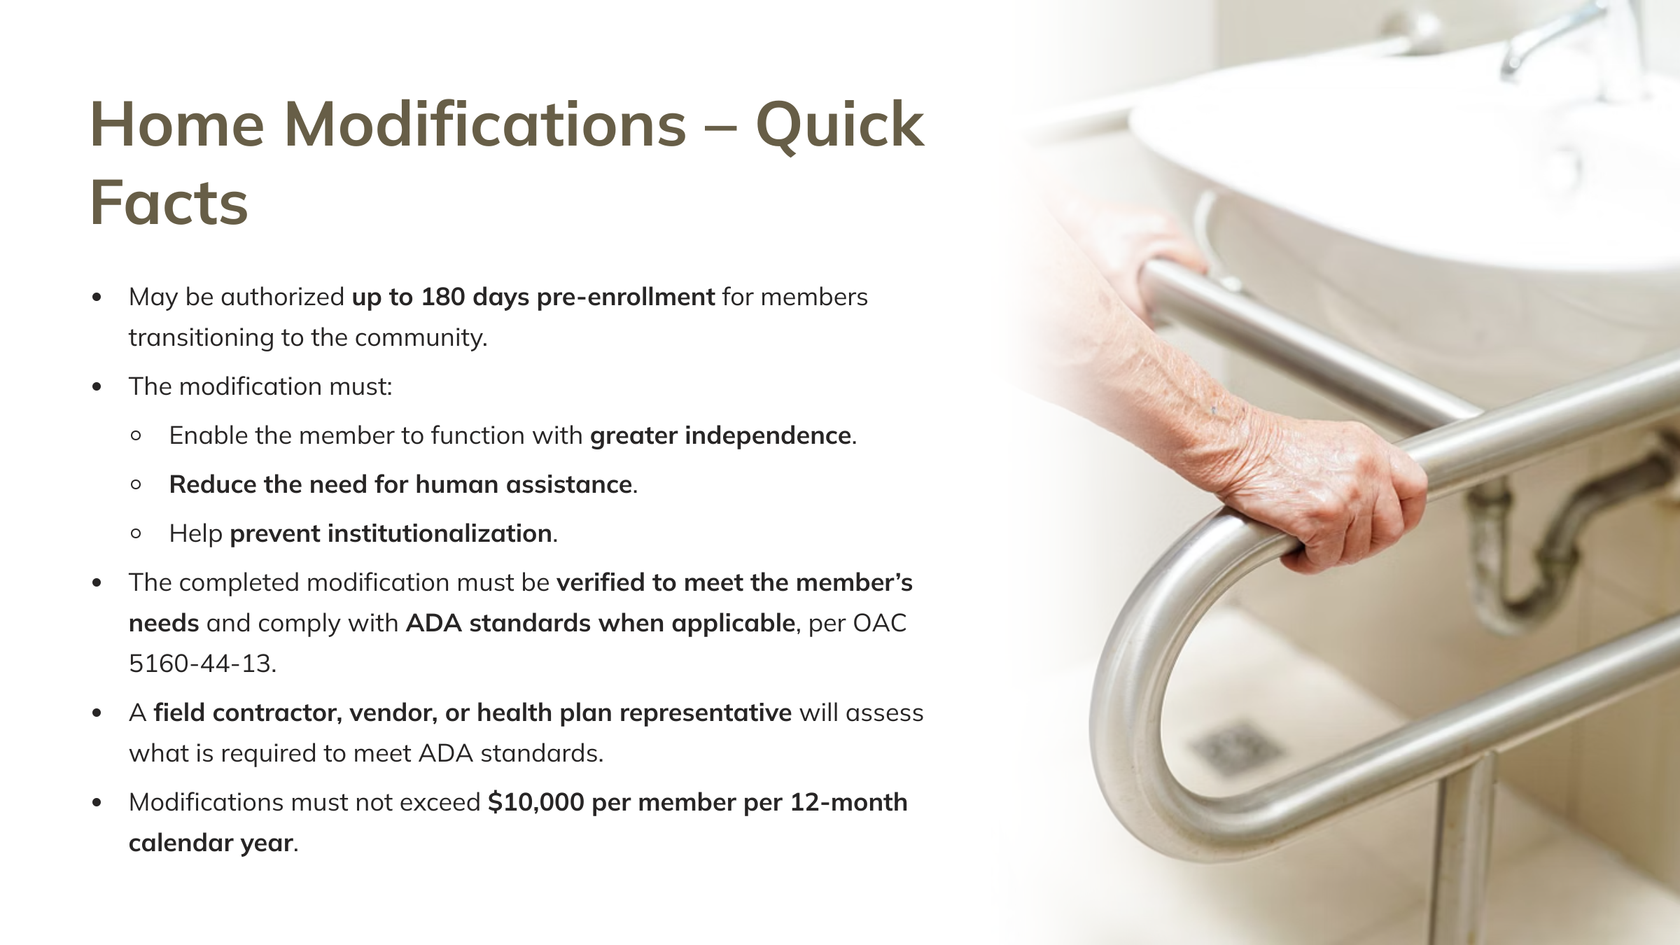 Home Modifications – Quick
Facts
• May be authorized up to 180 days pre-enrollment for members
transitioning to the community.
• The modification must:
○ Enable the member to function with greater independence.
○ Reduce the need for human assistance.
○ Help prevent institutionalization.
• The completed modification must be verified to meet the member’s
needs and comply with ADA standards when applicable, per OAC
5160-44-13.
• A field contractor, vendor, or health plan representative will assess
what is required to meet ADA standards.
• Modifications must not exceed $10,000 per member per 12-month
calendar year.